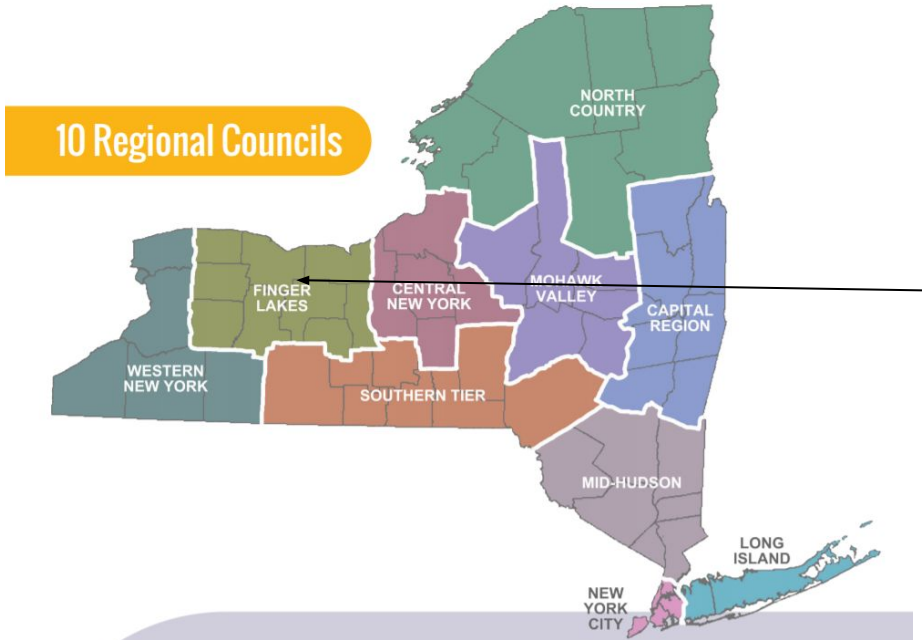 10 Regional Councils
NORTH
COUNTRY
FINGER
LAKES
CENTRAL
NEW YORK
MOHAWK
VALLEY
CAPITAL
REGION
WESTERN
NEW YORK
SOUTHERN TIER
MID-HUDSON
LONG
ISLAND
NEW
YORK
CITY